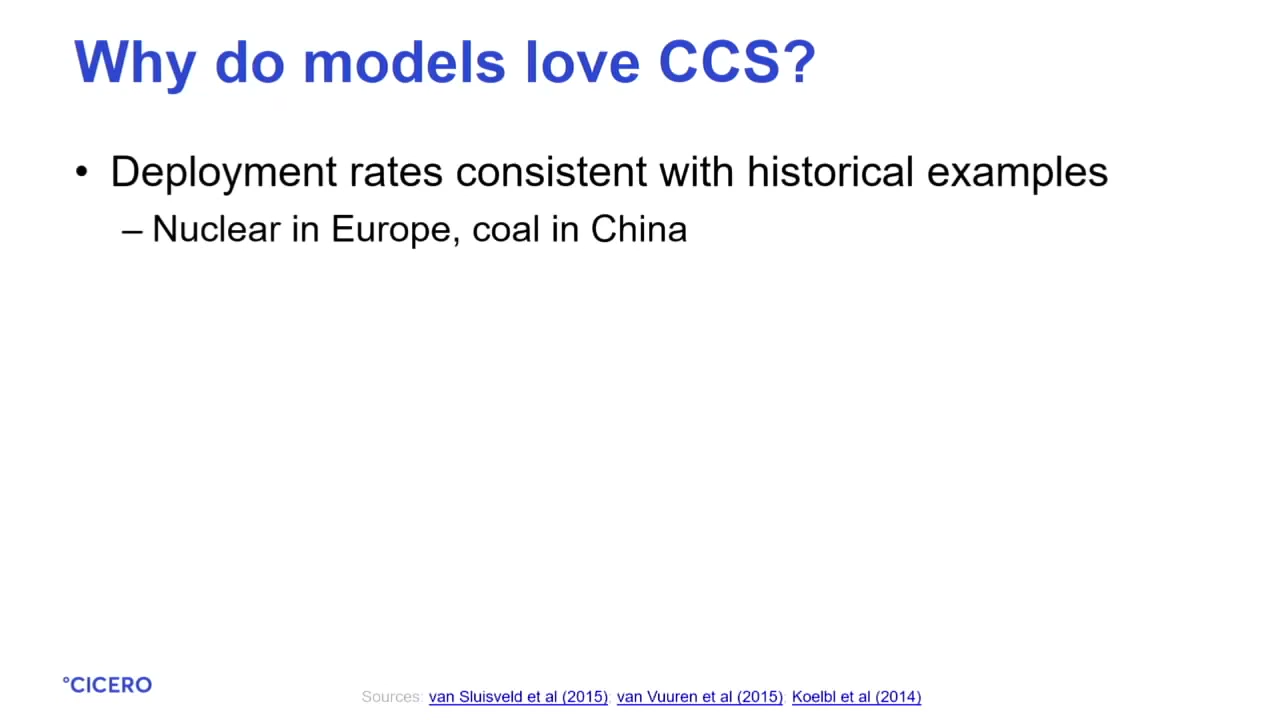 Why do models love CCS?
• Deployment rates consistent with historical examples
– Nuclear in Europe, coal in China
°CICERO
Sources: van Sluisveld et al (2015); van Vuuren et al (2015); Koelbl et al (2014)